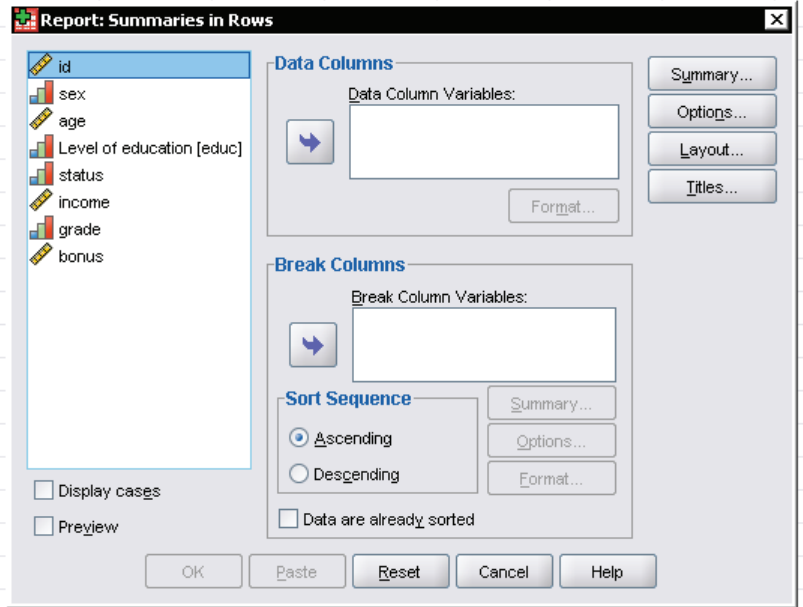 Report: Summaries in Rows
id
sex
age
Level of education [educ]
status
income
grade
bonus
Display cases
Preview
Data Columns
Data Column Variables:
Format...
Break Columns
Break Column Variables:
Sort Sequence
Ascending
Descending
Summary...
Options...
Format...
Data are already sorted
Summary...
Options...
Layout...
Titles...
OK
Paste
Reset
Cancel
Help